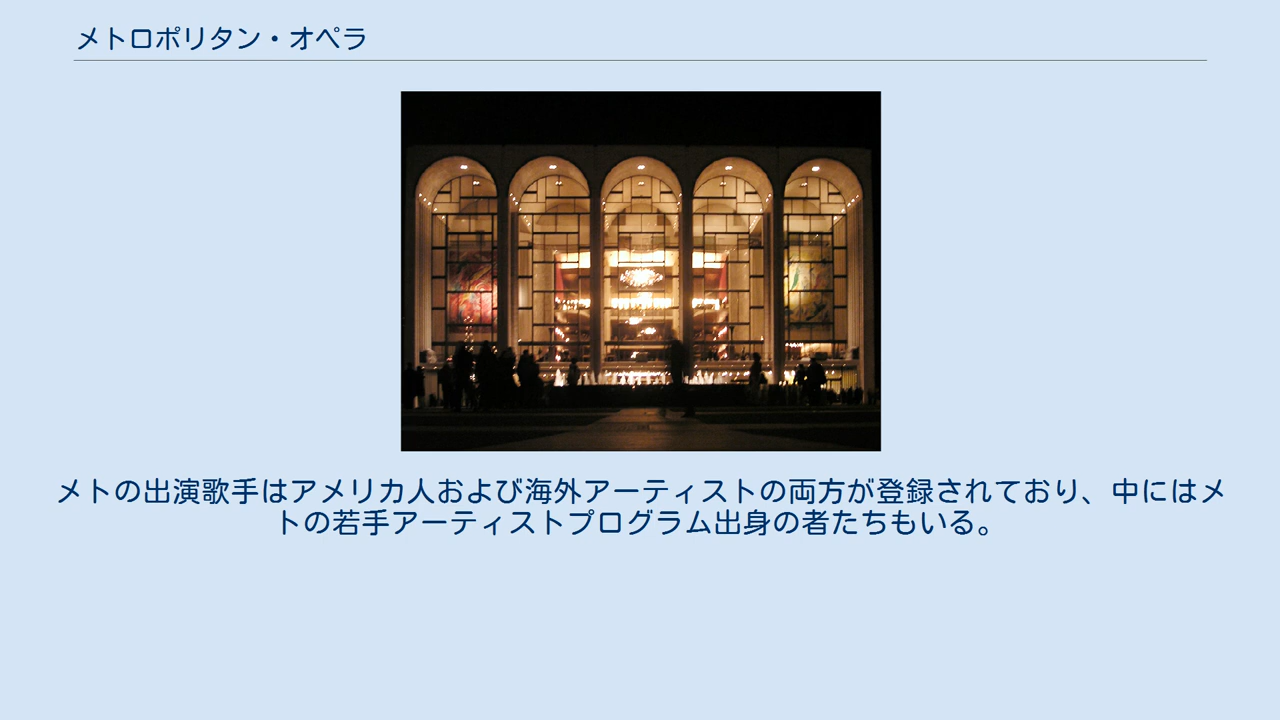 メトロポリタン・オペラ
メトの出演歌手はアメリカ人および海外アーティストの両方が登録されており、中にはメ
トの若手アーティストプログラム出身の者たちもいる。